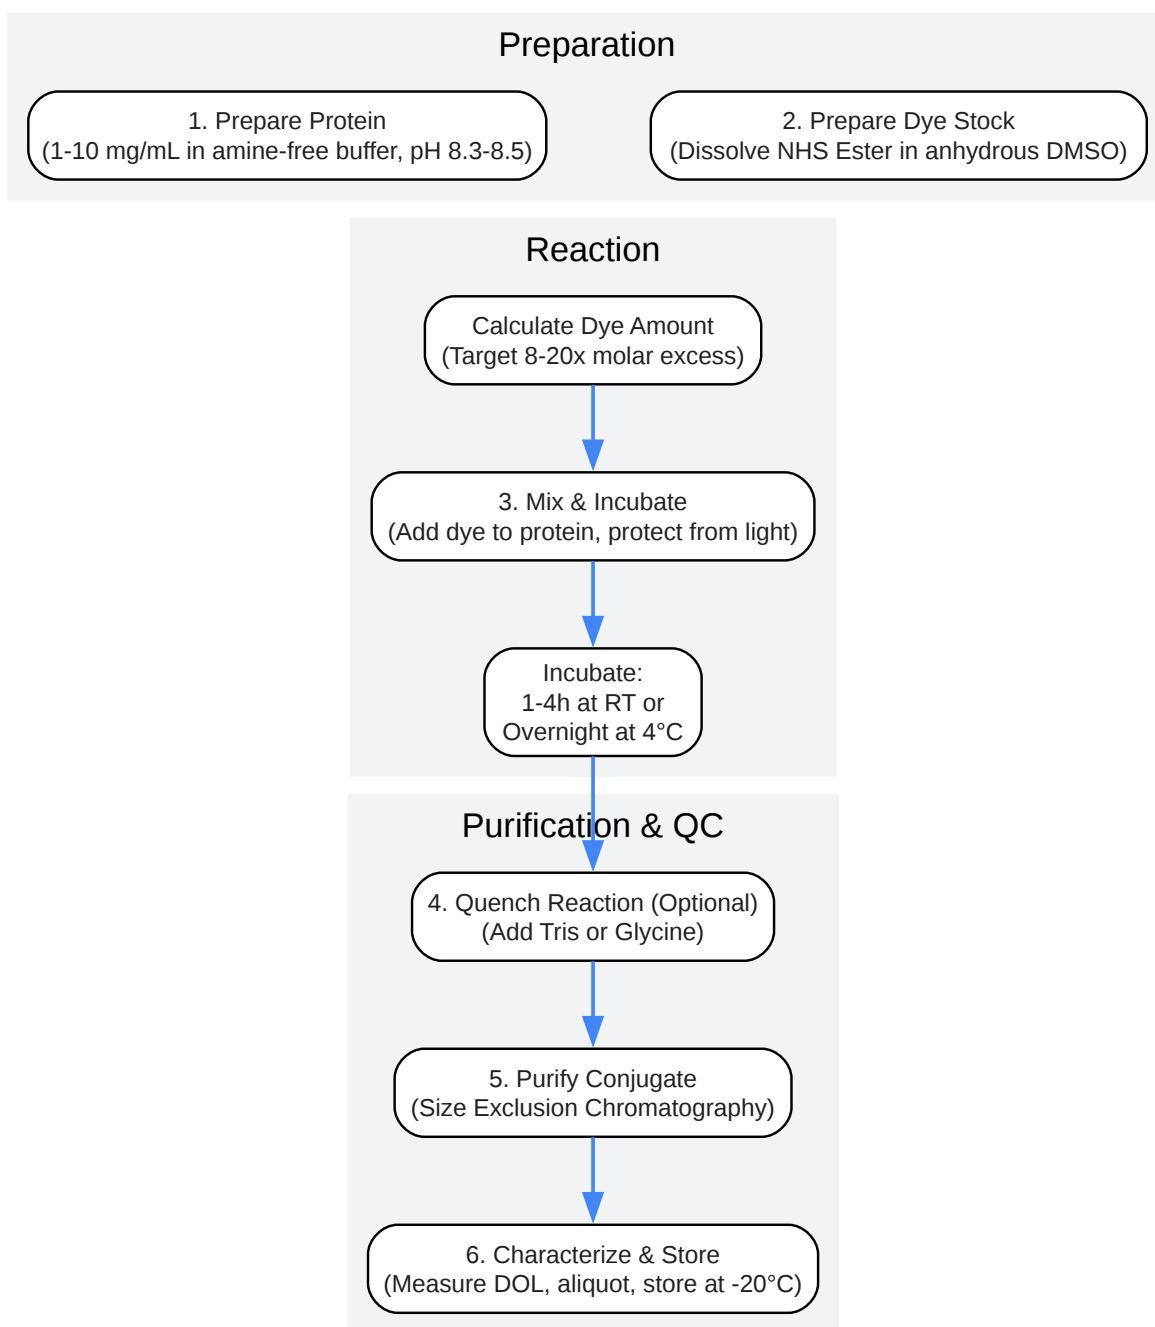 Preparation
1. Prepare Protein
(1-10 mg/mL in amine-free buffer, pH 8.3-8.5)
2. Prepare Dye Stock
(Dissolve NHS Ester in anhydrous DMSO)
Reaction
Calculate Dye Amount
(Target 8-20x molar excess)
3. Mix & Incubate
(Add dye to protein, protect from light)
Incubate:
1-4h at RT or
Overnight at 4°C
Purification & QC
4. Quench Reaction (Optional)
(Add Tris or Glycine)
5. Purify Conjugate
(Size Exclusion Chromatography)
6. Characterize & Store
(Measure DOL, aliquot, store at -20°C)